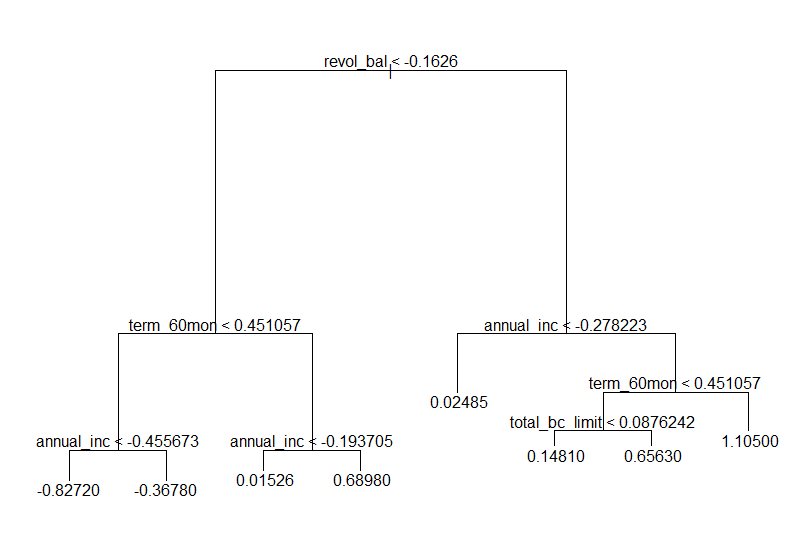 revol_bal < -0.1626
term_60mon < 0.451057
annual_inc < -0.278223
term_60mon < 0.451057
0.02485
total_bc_limit < 0.0876242
annual_inc < -0.455673
annual_inc < -0.193705
1.10500
0.14810
0.65630
0.01526
0.68980
-0.82720
-0.36780